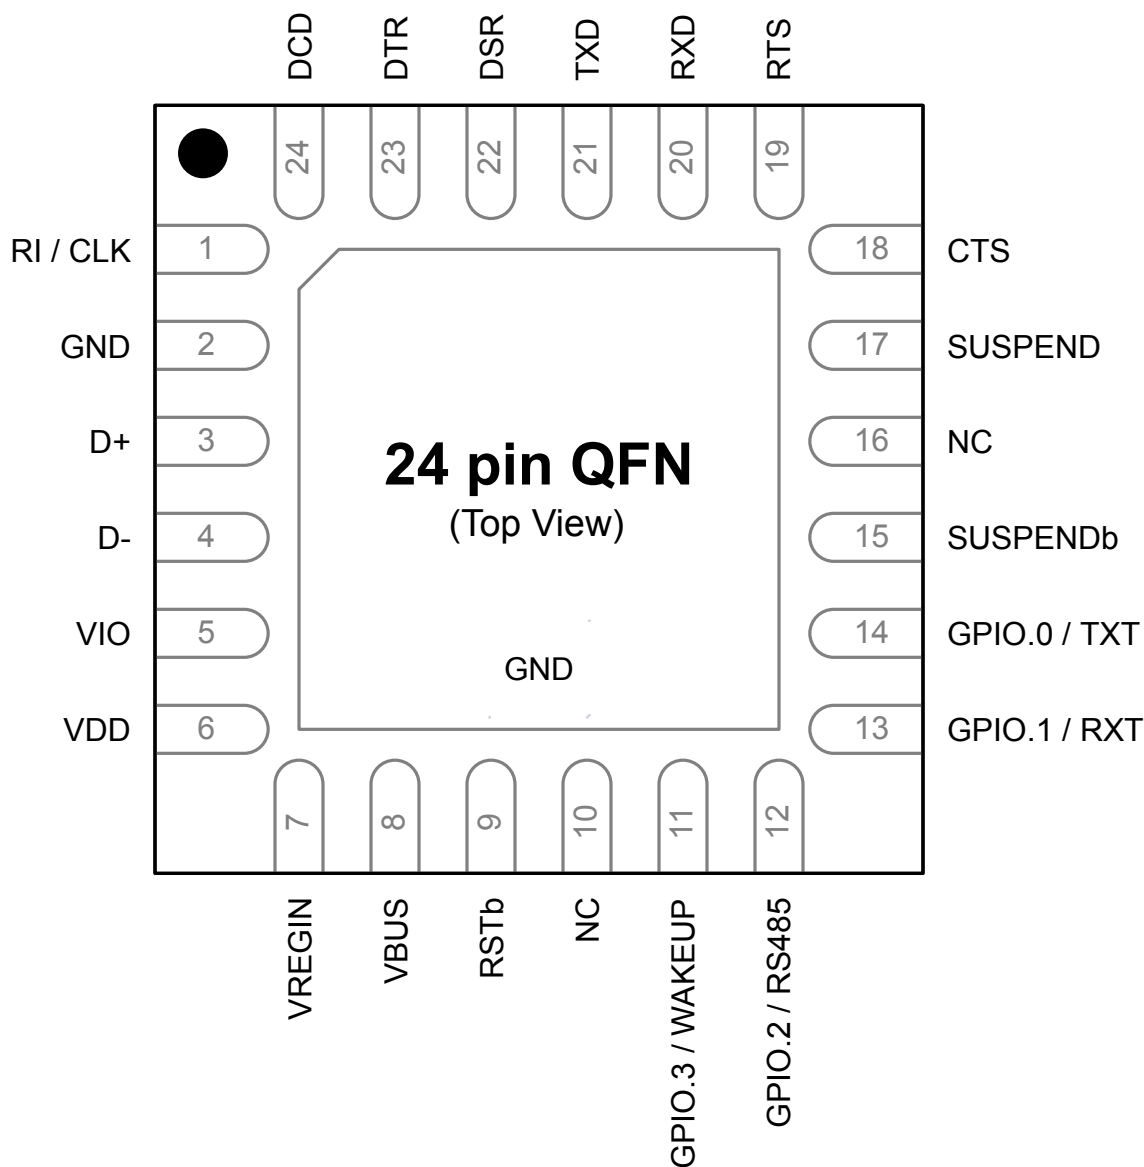 DCD
DTR
DSR
TXD
RXD
RTS
24
23
22
21
20
19
RI / CLK
1
18
CTS
GND
2
17
SUSPEND
D+
3
16
NC
24 pin QFN
(Top View)
D-
4
15
SUSPENDb
VIO
5
14
GPIO.0 / TXT
GND
VDD
6
13
GPIO.1 / RXT
7
8
9
10
11
12
VREGIN
VBUS
RSTb
NC
GPIO.3 / WAKEUP
GPIO.2 / RS485